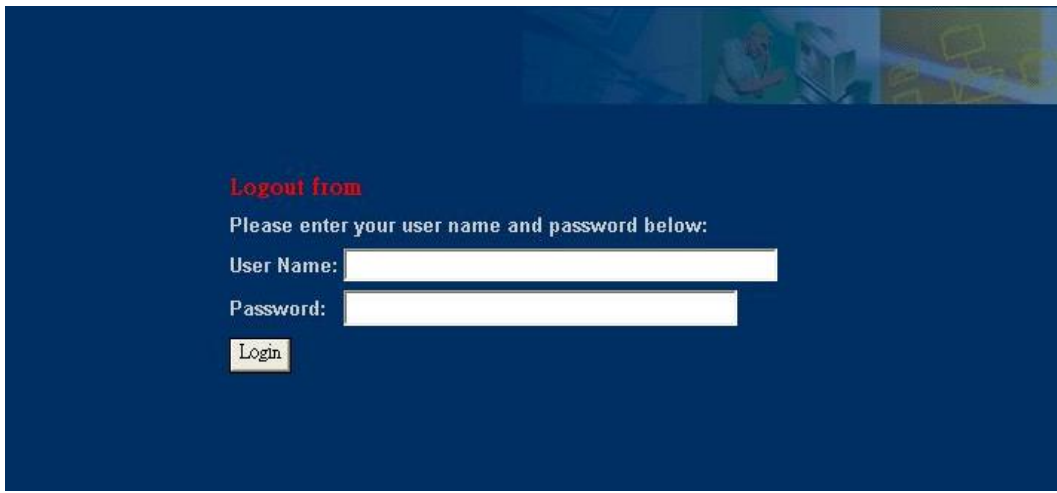 Logout from
Please enter your user name and password below:
User Name:
Password:
Login